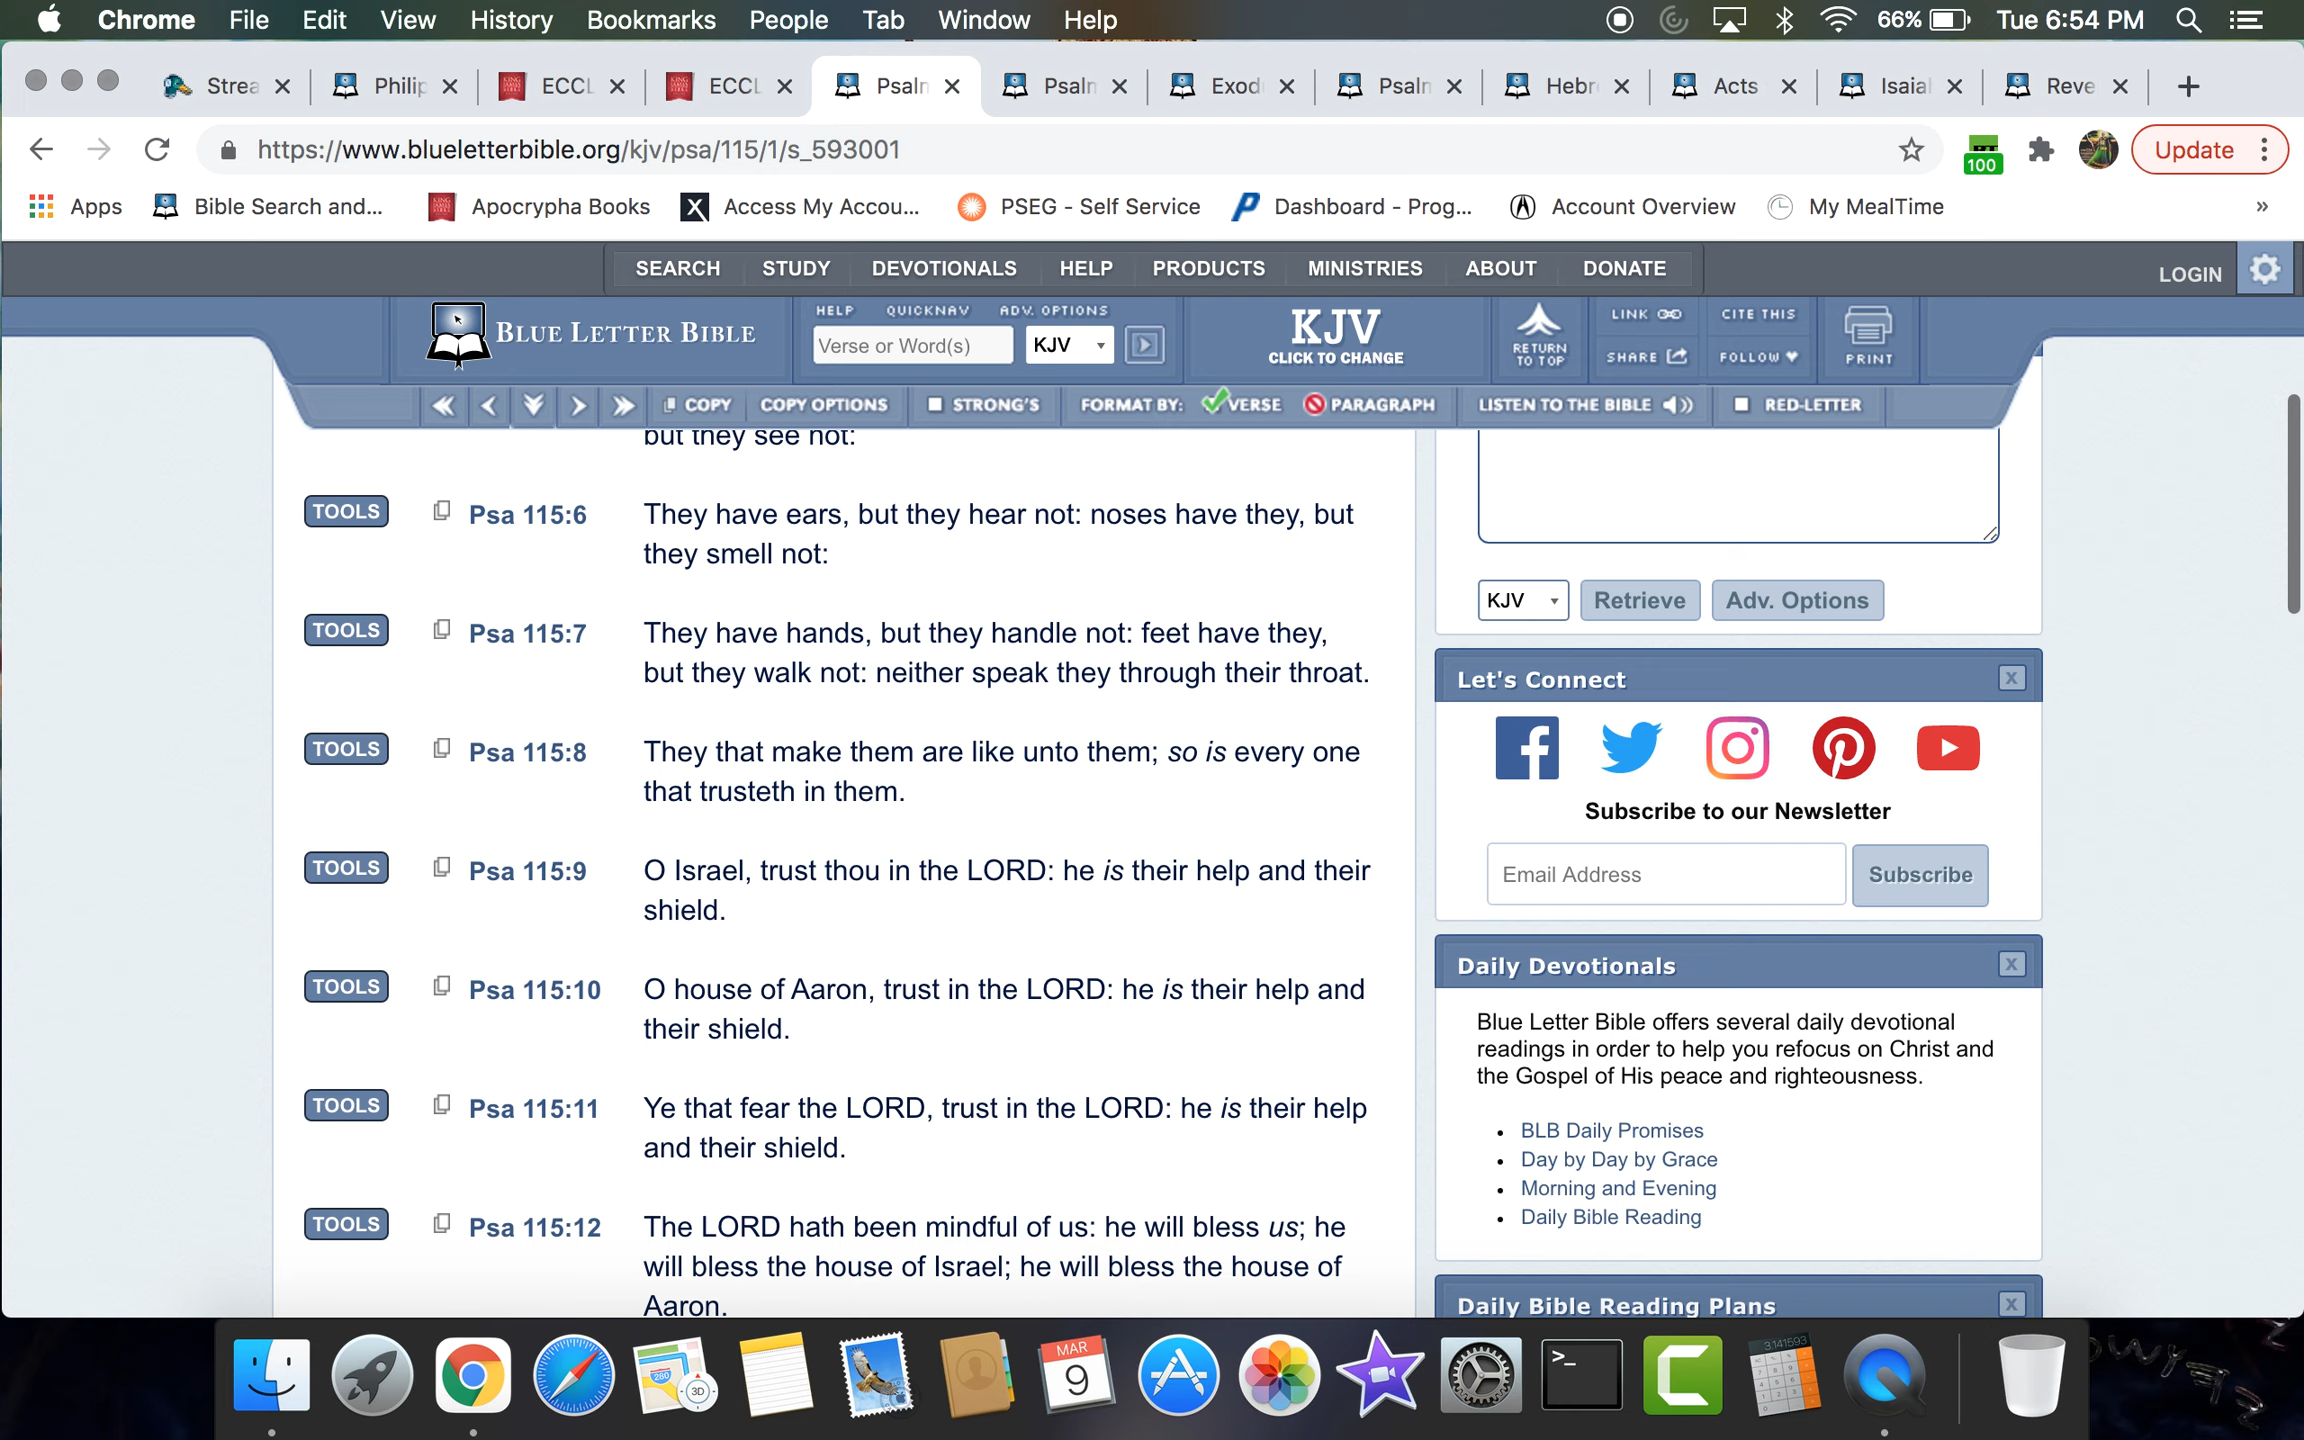 Chrome File Edit View History Bookmarks People Tab Window Help 66% Tue 6:54 PM
Strea Philip ECCL ECCL Psalm Psalm Exod Psalm Hebr Acts Isaiah Reve
https://www.blueletterbible.org/kjv/psa/115/1/s_593001 100 Update
Apps Bible Search and... Apocrypha Books Access My Accou... PSEG - Self Service Dashboard - Prog... Account Overview My MealTime »
SEARCH STUDY DEVOTIONALS HELP PRODUCTS MINISTRIES ABOUT DONATE LOGIN
HELP QUICKNAV ADV. OPTIONS
BLUE LETTER BIBLE
Verse or Word(s) KJV
KJV
CLICK TO CHANGE
RETURN
TO TOP
LINK CITE THIS
SHARE FOLLOW PRINT
COPY COPY OPTIONS STRONG'S FORMAT BY: VERSE PARAGRAPH LISTEN TO THE BIBLE RED-LETTER
but they see not:
TOOLS Psa 115:6 They have ears, but they hear not: noses have they, but
they smell not:
TOOLS Psa 115:7 They have hands, but they handle not: feet have they,
but they walk not: neither speak they through their throat.
TOOLS Psa 115:8 They that make them are like unto them; so is every one
that trusteth in them.
TOOLS Psa 115:9 O Israel, trust thou in the LORD: he is their help and their
shield.
TOOLS Psa 115:10 O house of Aaron, trust in the LORD: he is their help and
their shield.
TOOLS Psa 115:11 Ye that fear the LORD, trust in the LORD: he is their help
and their shield.
TOOLS Psa 115:12 The LORD hath been mindful of us: he will bless us; he
will bless the house of Israel; he will bless the house of
Aaron.
KJV Retrieve Adv. Options
Let's Connect x
Subscribe to our Newsletter
Email Address Subscribe
Daily Devotionals x
Blue Letter Bible offers several daily devotional
readings in order to help you refocus on Christ and
the Gospel of His peace and righteousness.
• BLB Daily Promises
• Day by Day by Grace
• Morning and Evening
• Daily Bible Reading
Daily Bible Reading Plans x
280
3D
MAR
9
>_
3.141593